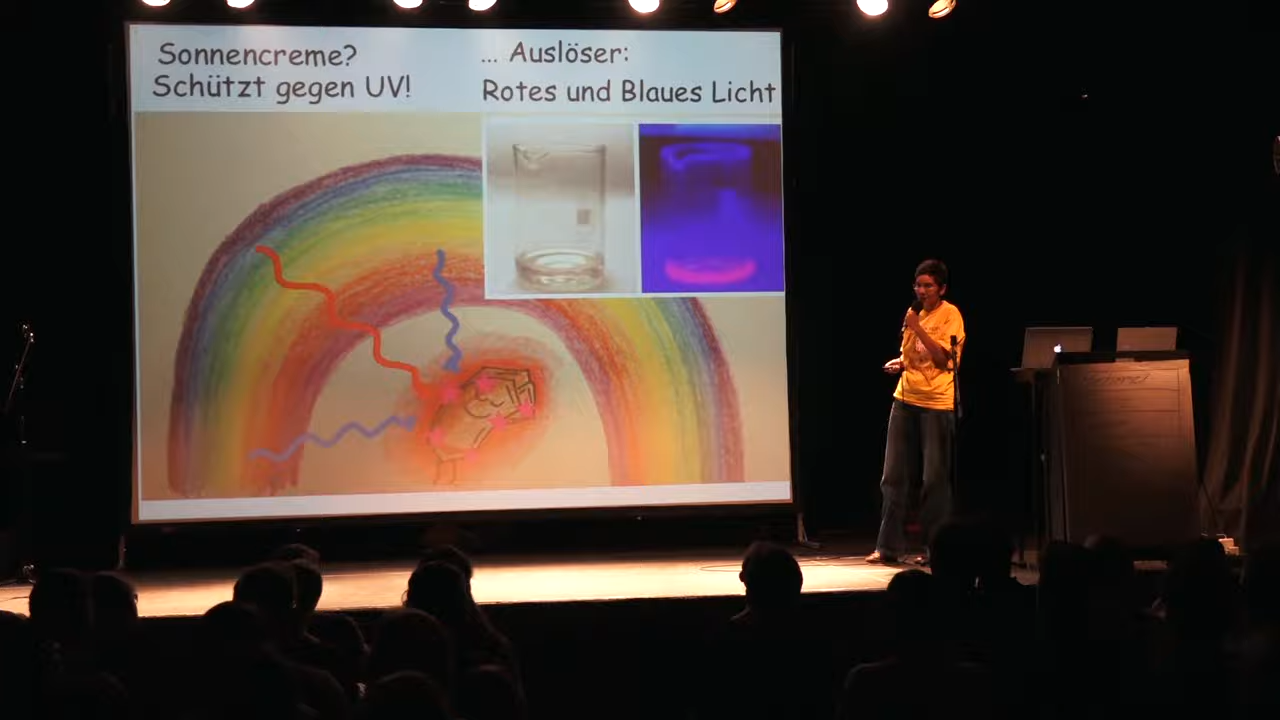 Sonnencreme?
Schützt gegen UV!
... Auslöser:
Rotes und Blaues Licht